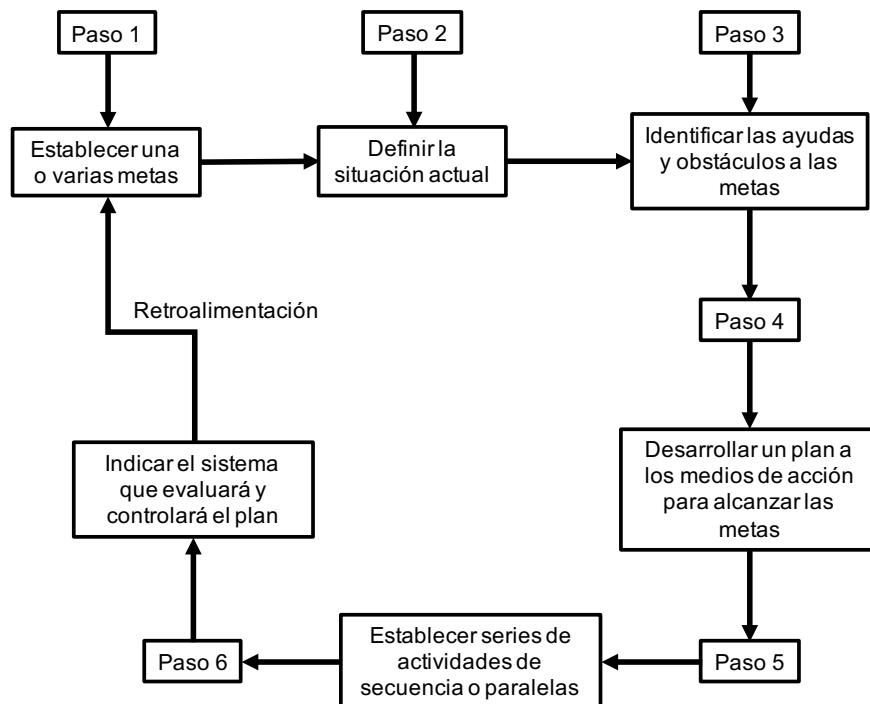 Paso 1
Paso 2
Paso 3
Establecer una
o varias metas
Definir la
situación actual
Identificar las ayudas
y obstáculos a las
metas
Retroalimentación
Paso 4
Indicar el sistema
que evaluará y
controlará el plan
Desarrollar un plan a
los medios de acción
para alcanzar las
metas
Paso 6
Establecer series de
actividades de
secuencia o paralelas
Paso 5